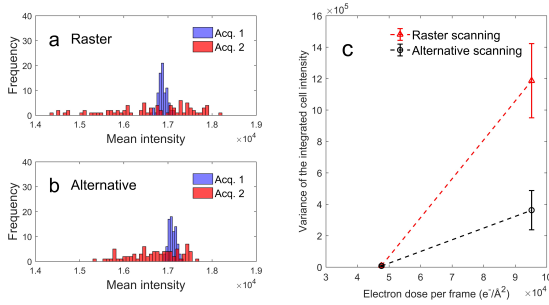 a Raster
Acq. 1
Acq. 2
Frequency
40
30
20
10
0
1.4 1.5 1.6 1.7 1.8 1.9
Mean intensity ×10⁴
b Alternative
Acq. 1
Acq. 2
Frequency
40
30
20
10
0
1.4 1.5 1.6 1.7 1.8 1.9
Mean intensity ×10⁴
c
×10⁵
Raster scanning
Alternative scanning
Variance of the integrated cell intensity
16
14
12
10
8
6
4
2
0
3 4 5 6 7 8 9 10
Electron dose per frame (e⁻/Å²) ×10⁴